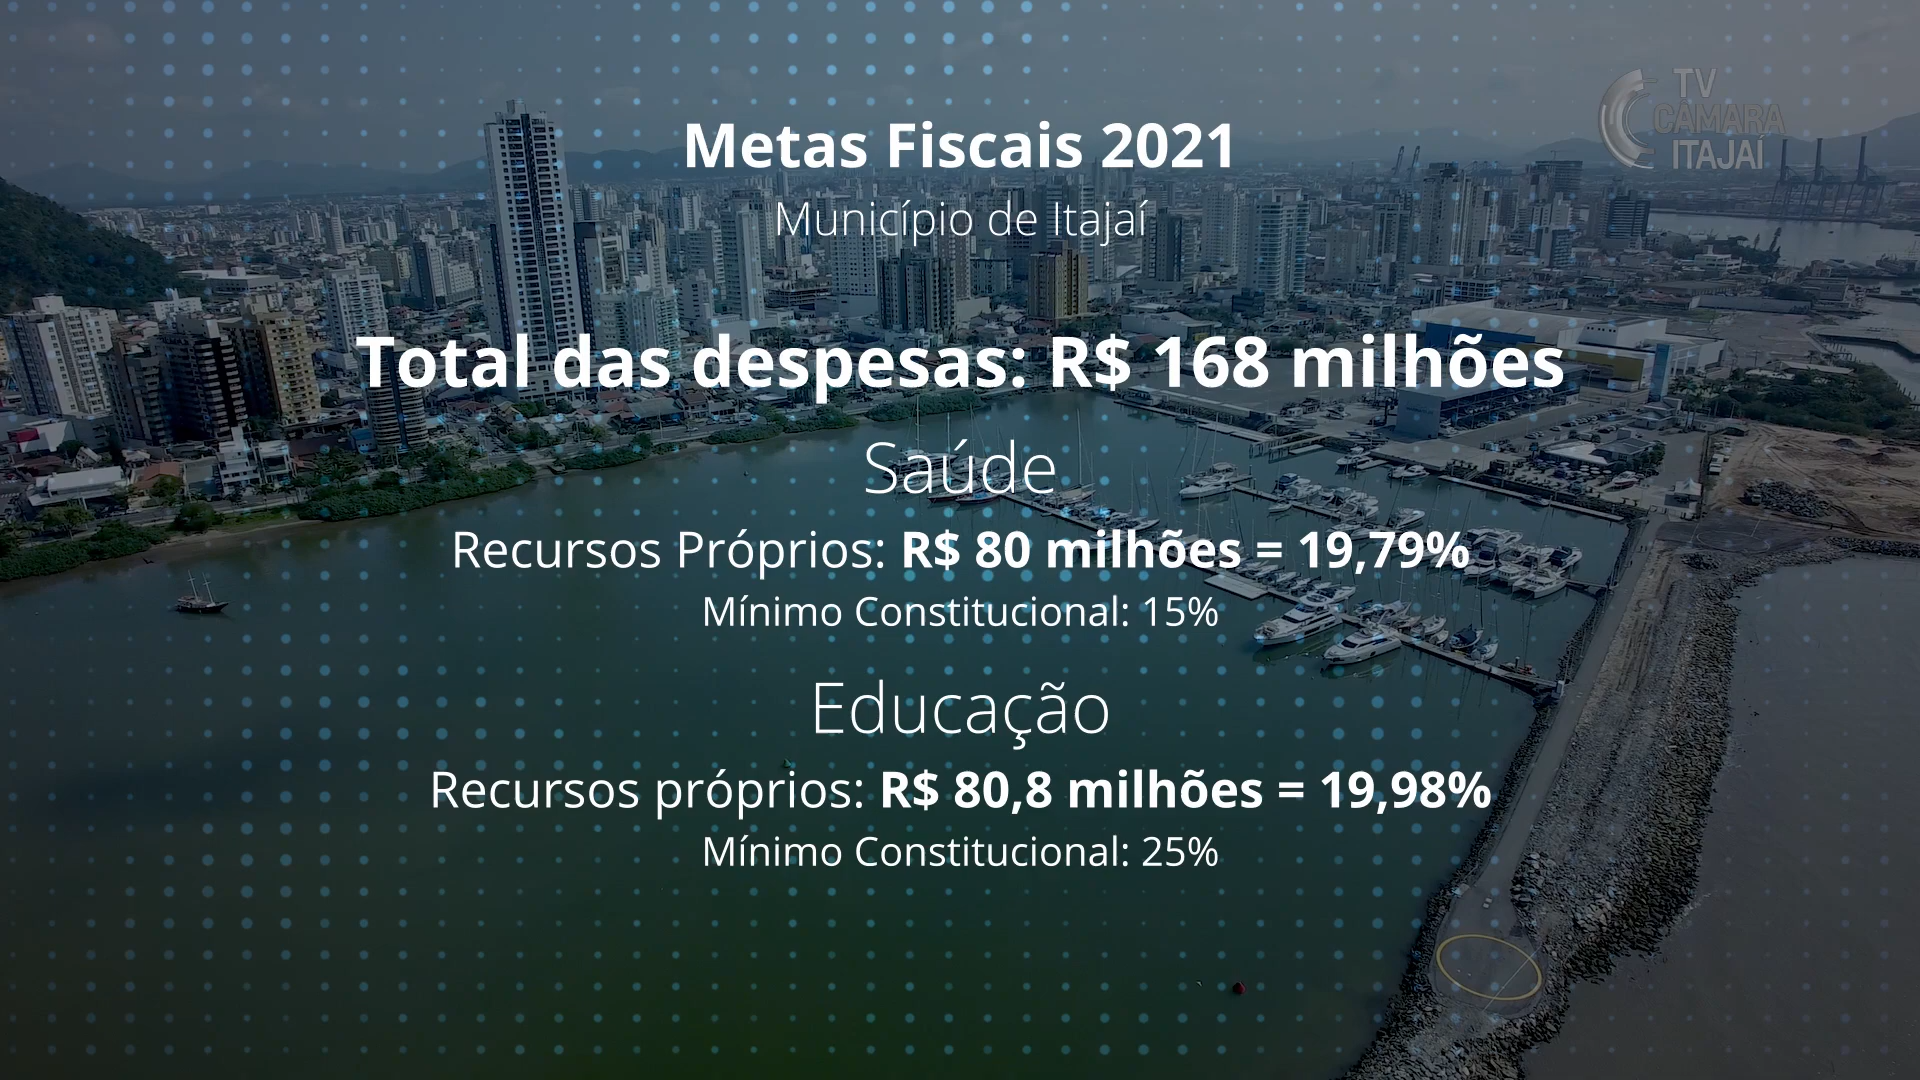 TV
CÂMARA
ITAJAÍ
Metas Fiscais 2021
Município de Itajaí
Total das despesas: R$ 168 milhões
Saúde
Recursos Próprios: R$ 80 milhões = 19,79%
Mínimo Constitucional: 15%
Educação
Recursos próprios: R$ 80,8 milhões = 19,98%
Mínimo Constitucional: 25%